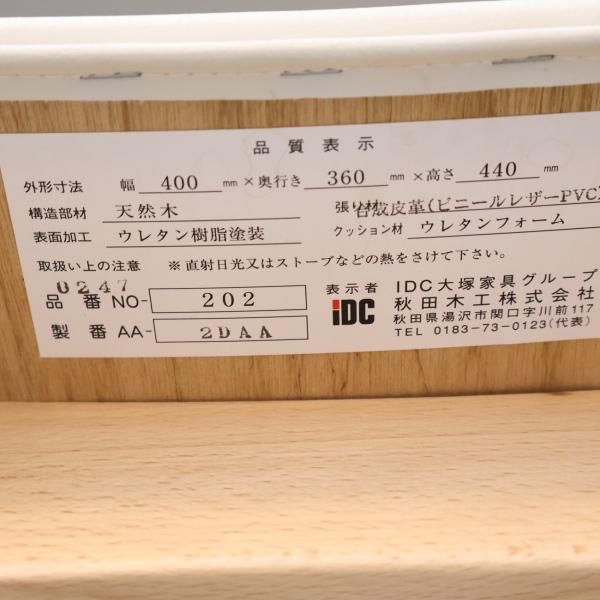 品質表示
外形寸法 幅 400 mm × 奥行き 360 mm × 高さ 440 mm
構造部材 天然木 張り材 合成皮革(ビニールレザーPVC)
表面加工 ウレタン樹脂塗装 クッション材 ウレタンフォーム
取扱い上の注意 ※直射日光又はストーブなどの熱をさけて下さい。
0247
品番 NO- 202
製番 AA- 2DAA
表示者 IDC大塚家具グループ
iDC 秋田木工株式会社
秋田県湯沢市関口字川前117
TEL 0183-73-0123(代表)